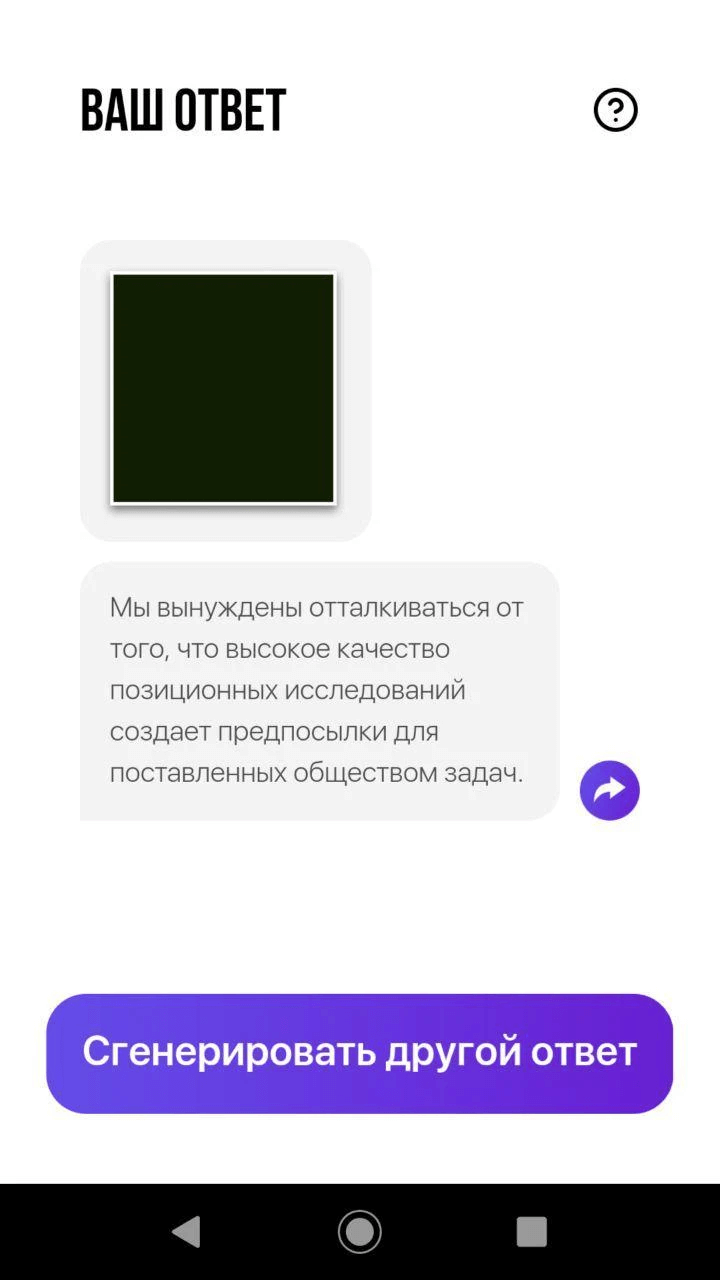 ВАШ ОТВЕТ
Мы вынуждены отталкиваться от
того, что высокое качество
позиционных исследований
создает предпосылки для
поставленных обществом задач.
Сгенерировать другой ответ